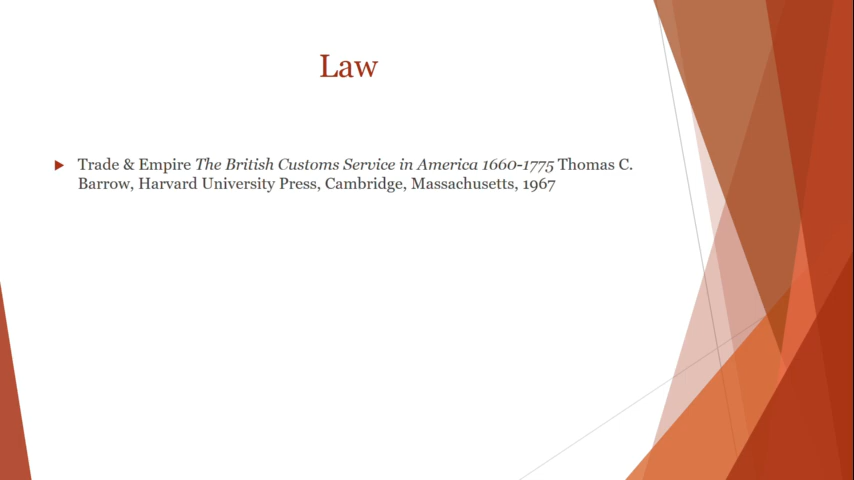 Law
Trade & Empire The British Customs Service in America 1660-1775 Thomas C.
Barrow, Harvard University Press, Cambridge, Massachusetts, 1967